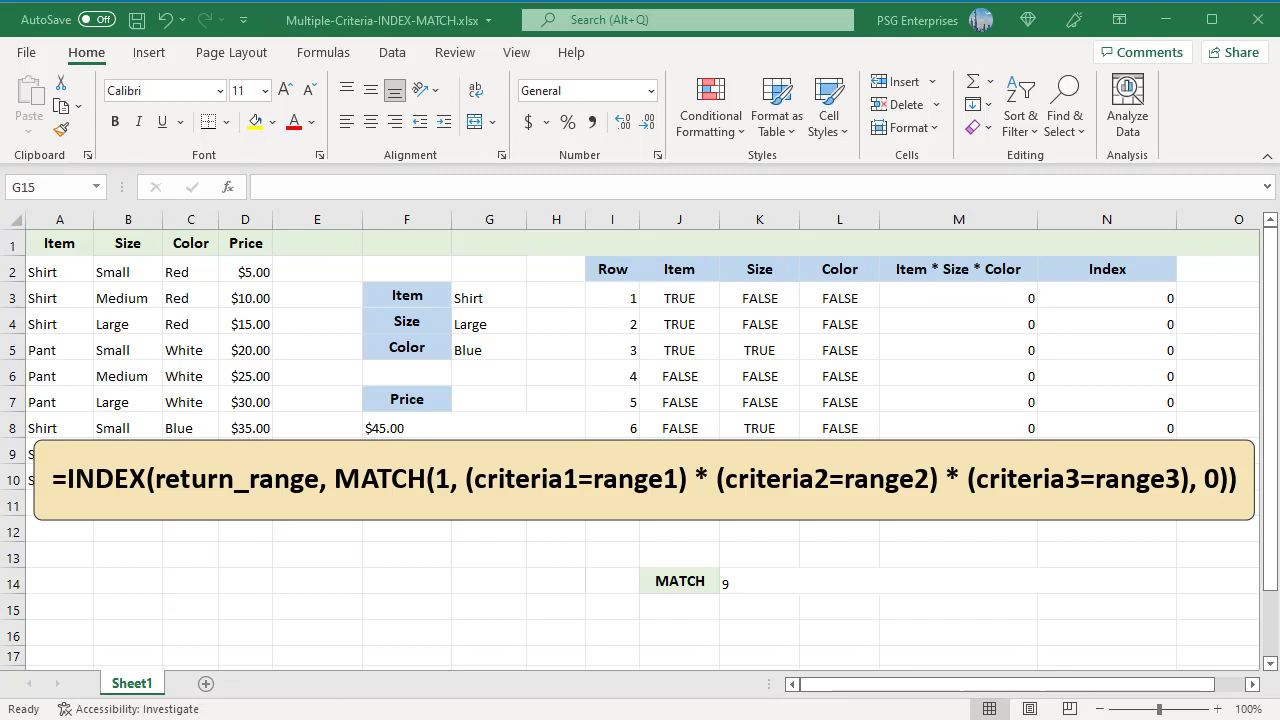 AutoSave Off Multiple-Criteria-INDEX-MATCH.xlsx Search (Alt+Q) PSG Enterprises
File Home Insert Page Layout Formulas Data Review View Help Comments Share
Calibri 11 General Insert
Paste Conditional Format as Cell Delete Sort & Find & Analyze
B I U A $ % Formatting Table Styles Format Filter Select Data
Clipboard Font Alignment Number Styles Cells Editing Analysis
G15 fx
A B C D E F G H I J K L M N O
1 Item Size Color Price
2 Shirt Small Red $5.00 Row Item Size Color Item * Size * Color Index
3 Shirt Medium Red $10.00 Item Shirt 1 TRUE FALSE FALSE 0 0
4 Shirt Large Red $15.00 Size Large 2 TRUE FALSE FALSE 0 0
5 Pant Small White $20.00 Color Blue 3 TRUE TRUE FALSE 0 0
6 Pant Medium White $25.00 4 FALSE FALSE FALSE 0 0
7 Pant Large White $30.00 Price 5 FALSE FALSE FALSE 0 0
8 Shirt Small Blue $35.00 $45.00 6 FALSE TRUE FALSE 0 0
9
=INDEX(return_range, MATCH(1, (criteria1=range1) * (criteria2=range2) * (criteria3=range3), 0))
10
11
12
13
14 MATCH 9
15
16
17
Sheet1
Ready Accessibility: Investigate 100%